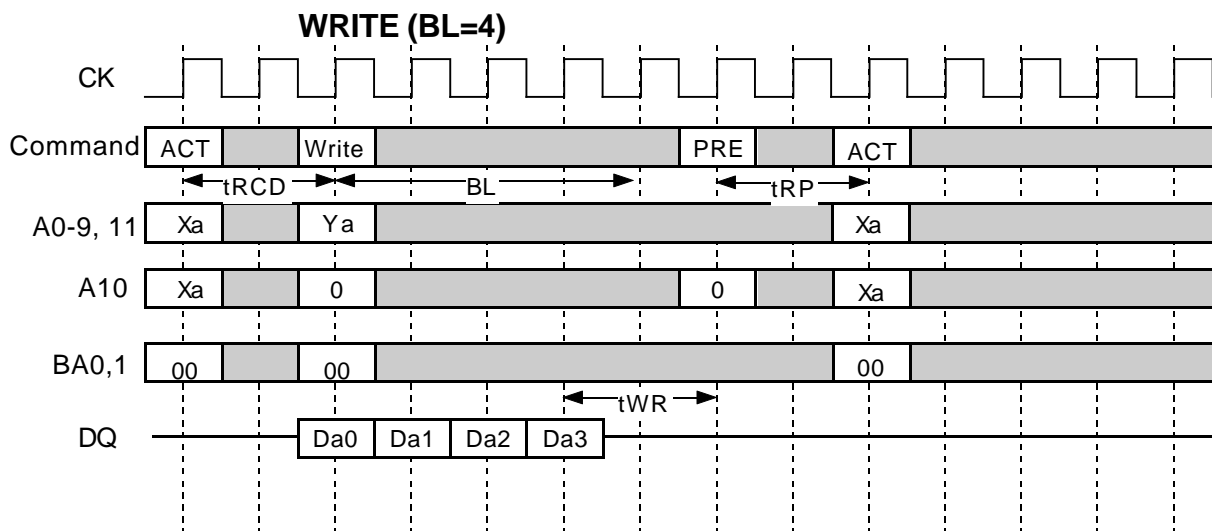 WRITE (BL=4)
CK
Command ACT Write PRE ACT
tRCD BL tRP
A0-9, 11 Xa Ya Xa
A10 Xa 0 0 Xa
BA0,1 00 00 00
tWR
DQ Da0 Da1 Da2 Da3